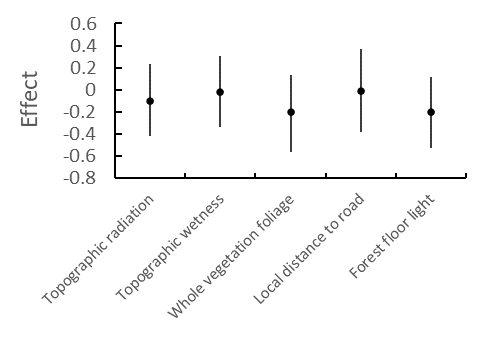 Effect
0.6
0.4
0.2
0
-0.2
-0.4
-0.6
-0.8
Topographic radiation
Topographic wetness
Whole vegetation foliage
Local distance to road
Forest floor light